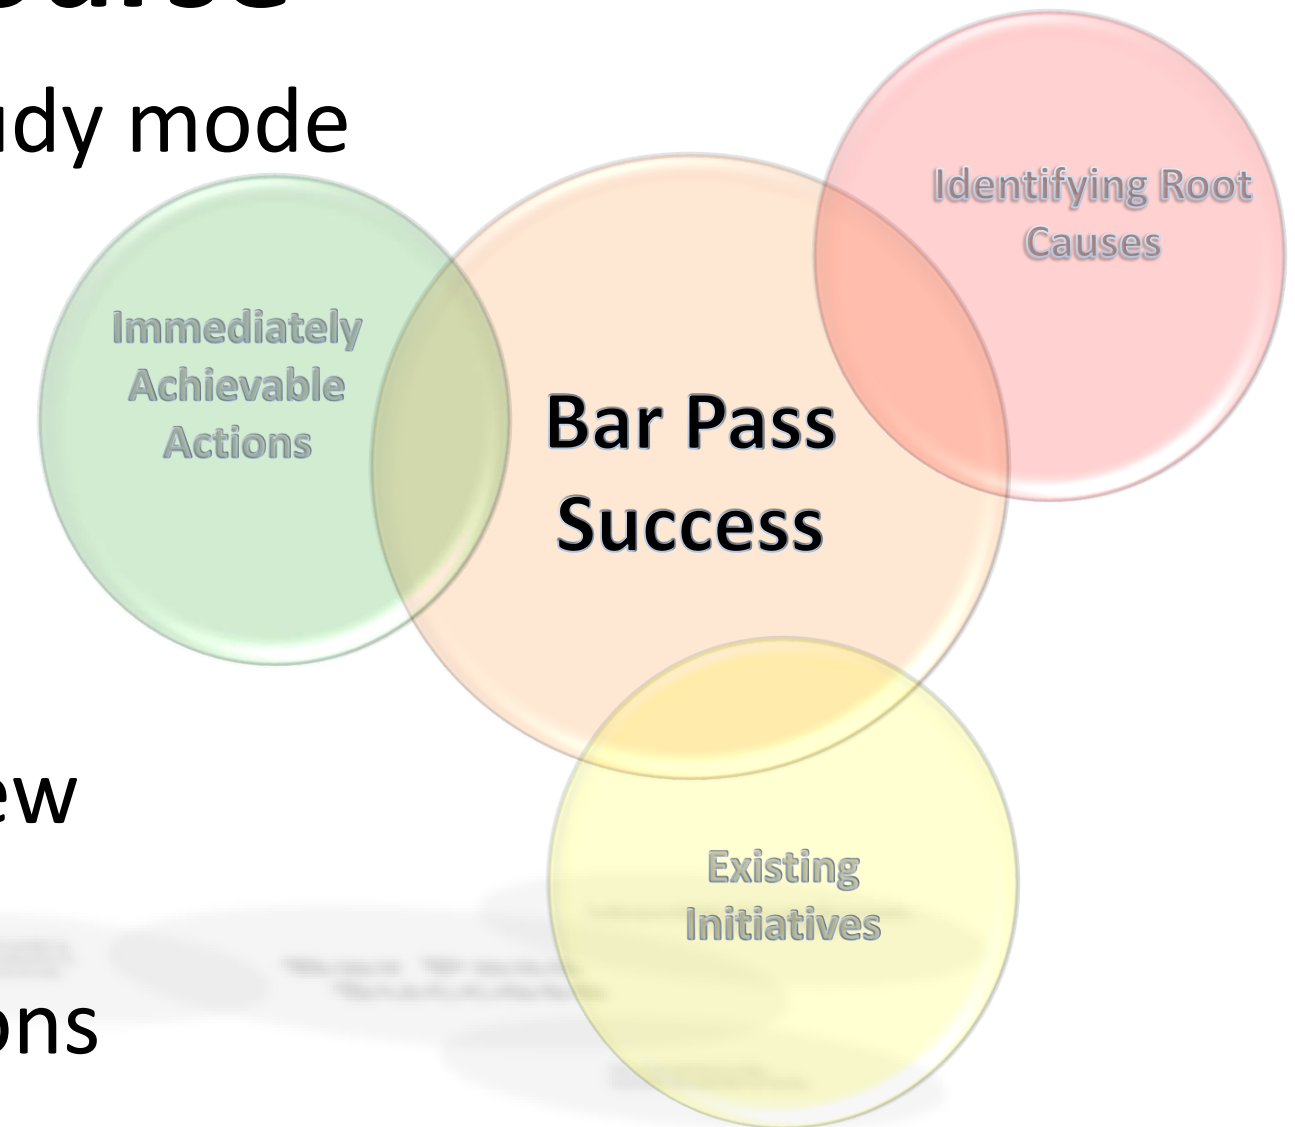 udy mode
Identifying Root
Causes
Immediately
Achievable
Actions
Bar Pass
Success
ew
Existing
Initiatives
ons